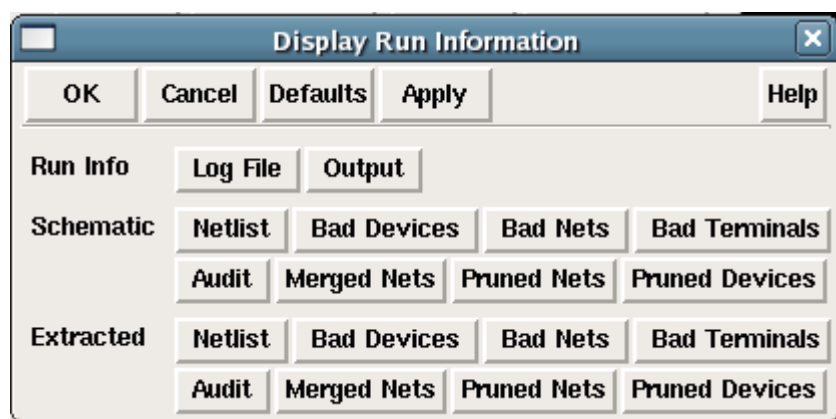 Display Run Information
OK Cancel Defaults Apply Help
Run Info Log File Output
Schematic Netlist Bad Devices Bad Nets Bad Terminals
Audit Merged Nets Pruned Nets Pruned Devices
Extracted Netlist Bad Devices Bad Nets Bad Terminals
Audit Merged Nets Pruned Nets Pruned Devices